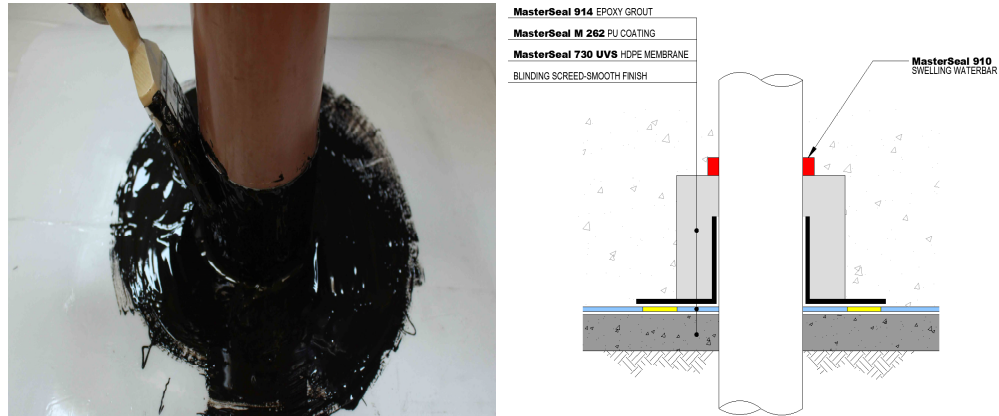 MasterSeal 914 EPOXY GROUT
MasterSeal M 262 PU COATING
MasterSeal 730 UVS HDPE MEMBRANE
BLINDING SCREED-SMOOTH FINISH
MasterSeal 910
SWELLING WATERBAR